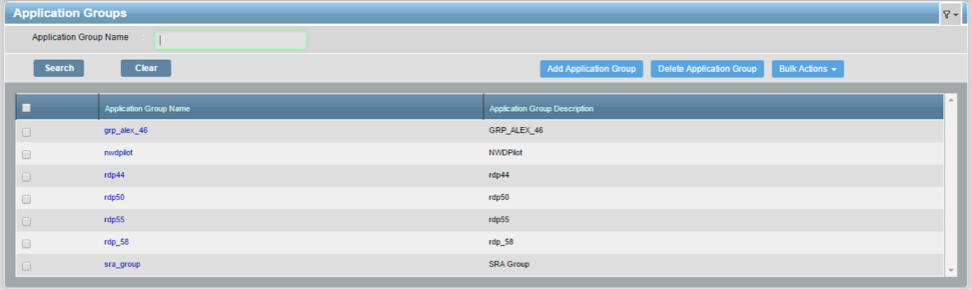 Application Groups
Application Group Name
Search Clear Add Application Group Delete Application Group Bulk Actions
Application Group Name Application Group Description
grp_alex_46 GRP_ALEX_46
nwdpilot NWDPilot
rdp44 rdp44
rdp50 rdp50
rdp55 rdp55
rdp_58 rdp_58
sra_group SRA Group